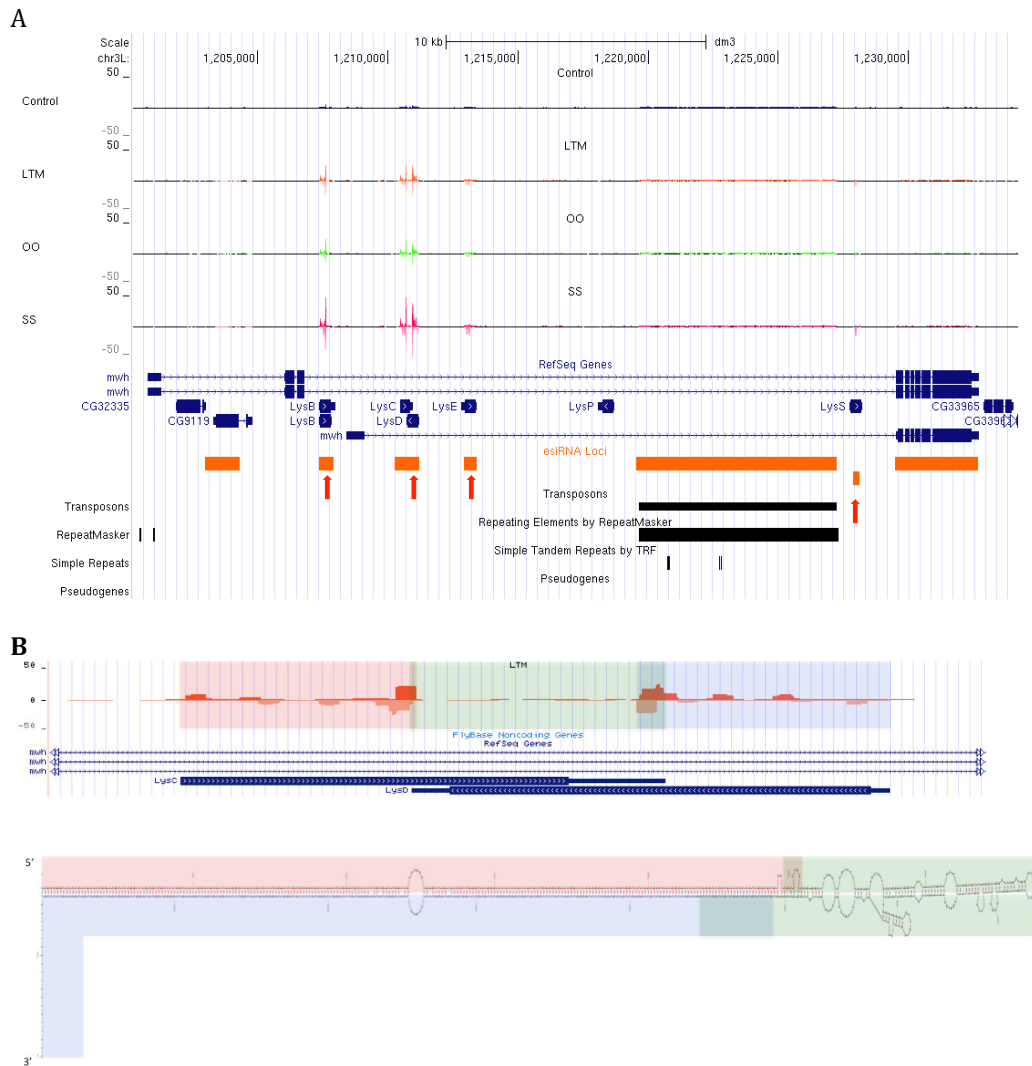 A
Scale 10 kb dm3
chr3L: 1,205,000 1,210,000 1,215,000 1,220,000 1,225,000 1,230,000
50 Control
Control
-50
50 LTM
LTM
-50
50 OO
OO
-50
50 SS
SS
-50
RefSeq Genes
mwh
mwh
CG32335 LysB LysC LysE LysP LysS CG33965
CG9119 LysB LysD
mwh
esiRNA Loci
Transposons
Transposons
Repeating Elements by RepeatMasker
RepeatMasker
Simple Tandem Repeats by TRF
Simple Repeats
Pseudogenes
Pseudogenes
B
50 LTM
0
-50
FlyBase Noncoding Genes
RefSeq Genes
mwh
mwh
mwh
LysC
LysD
5'
3'